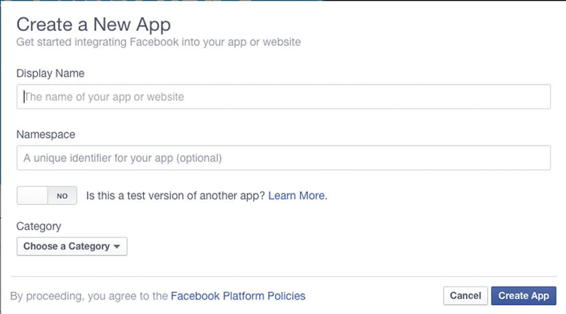 Create a New App
Get started integrating Facebook into your app or website
Display Name
The name of your app or website
Namespace
A unique identifier for your app (optional)
NO Is this a test version of another app? Learn More.
Category
Choose a Category
By proceeding, you agree to the Facebook Platform Policies Cancel Create App